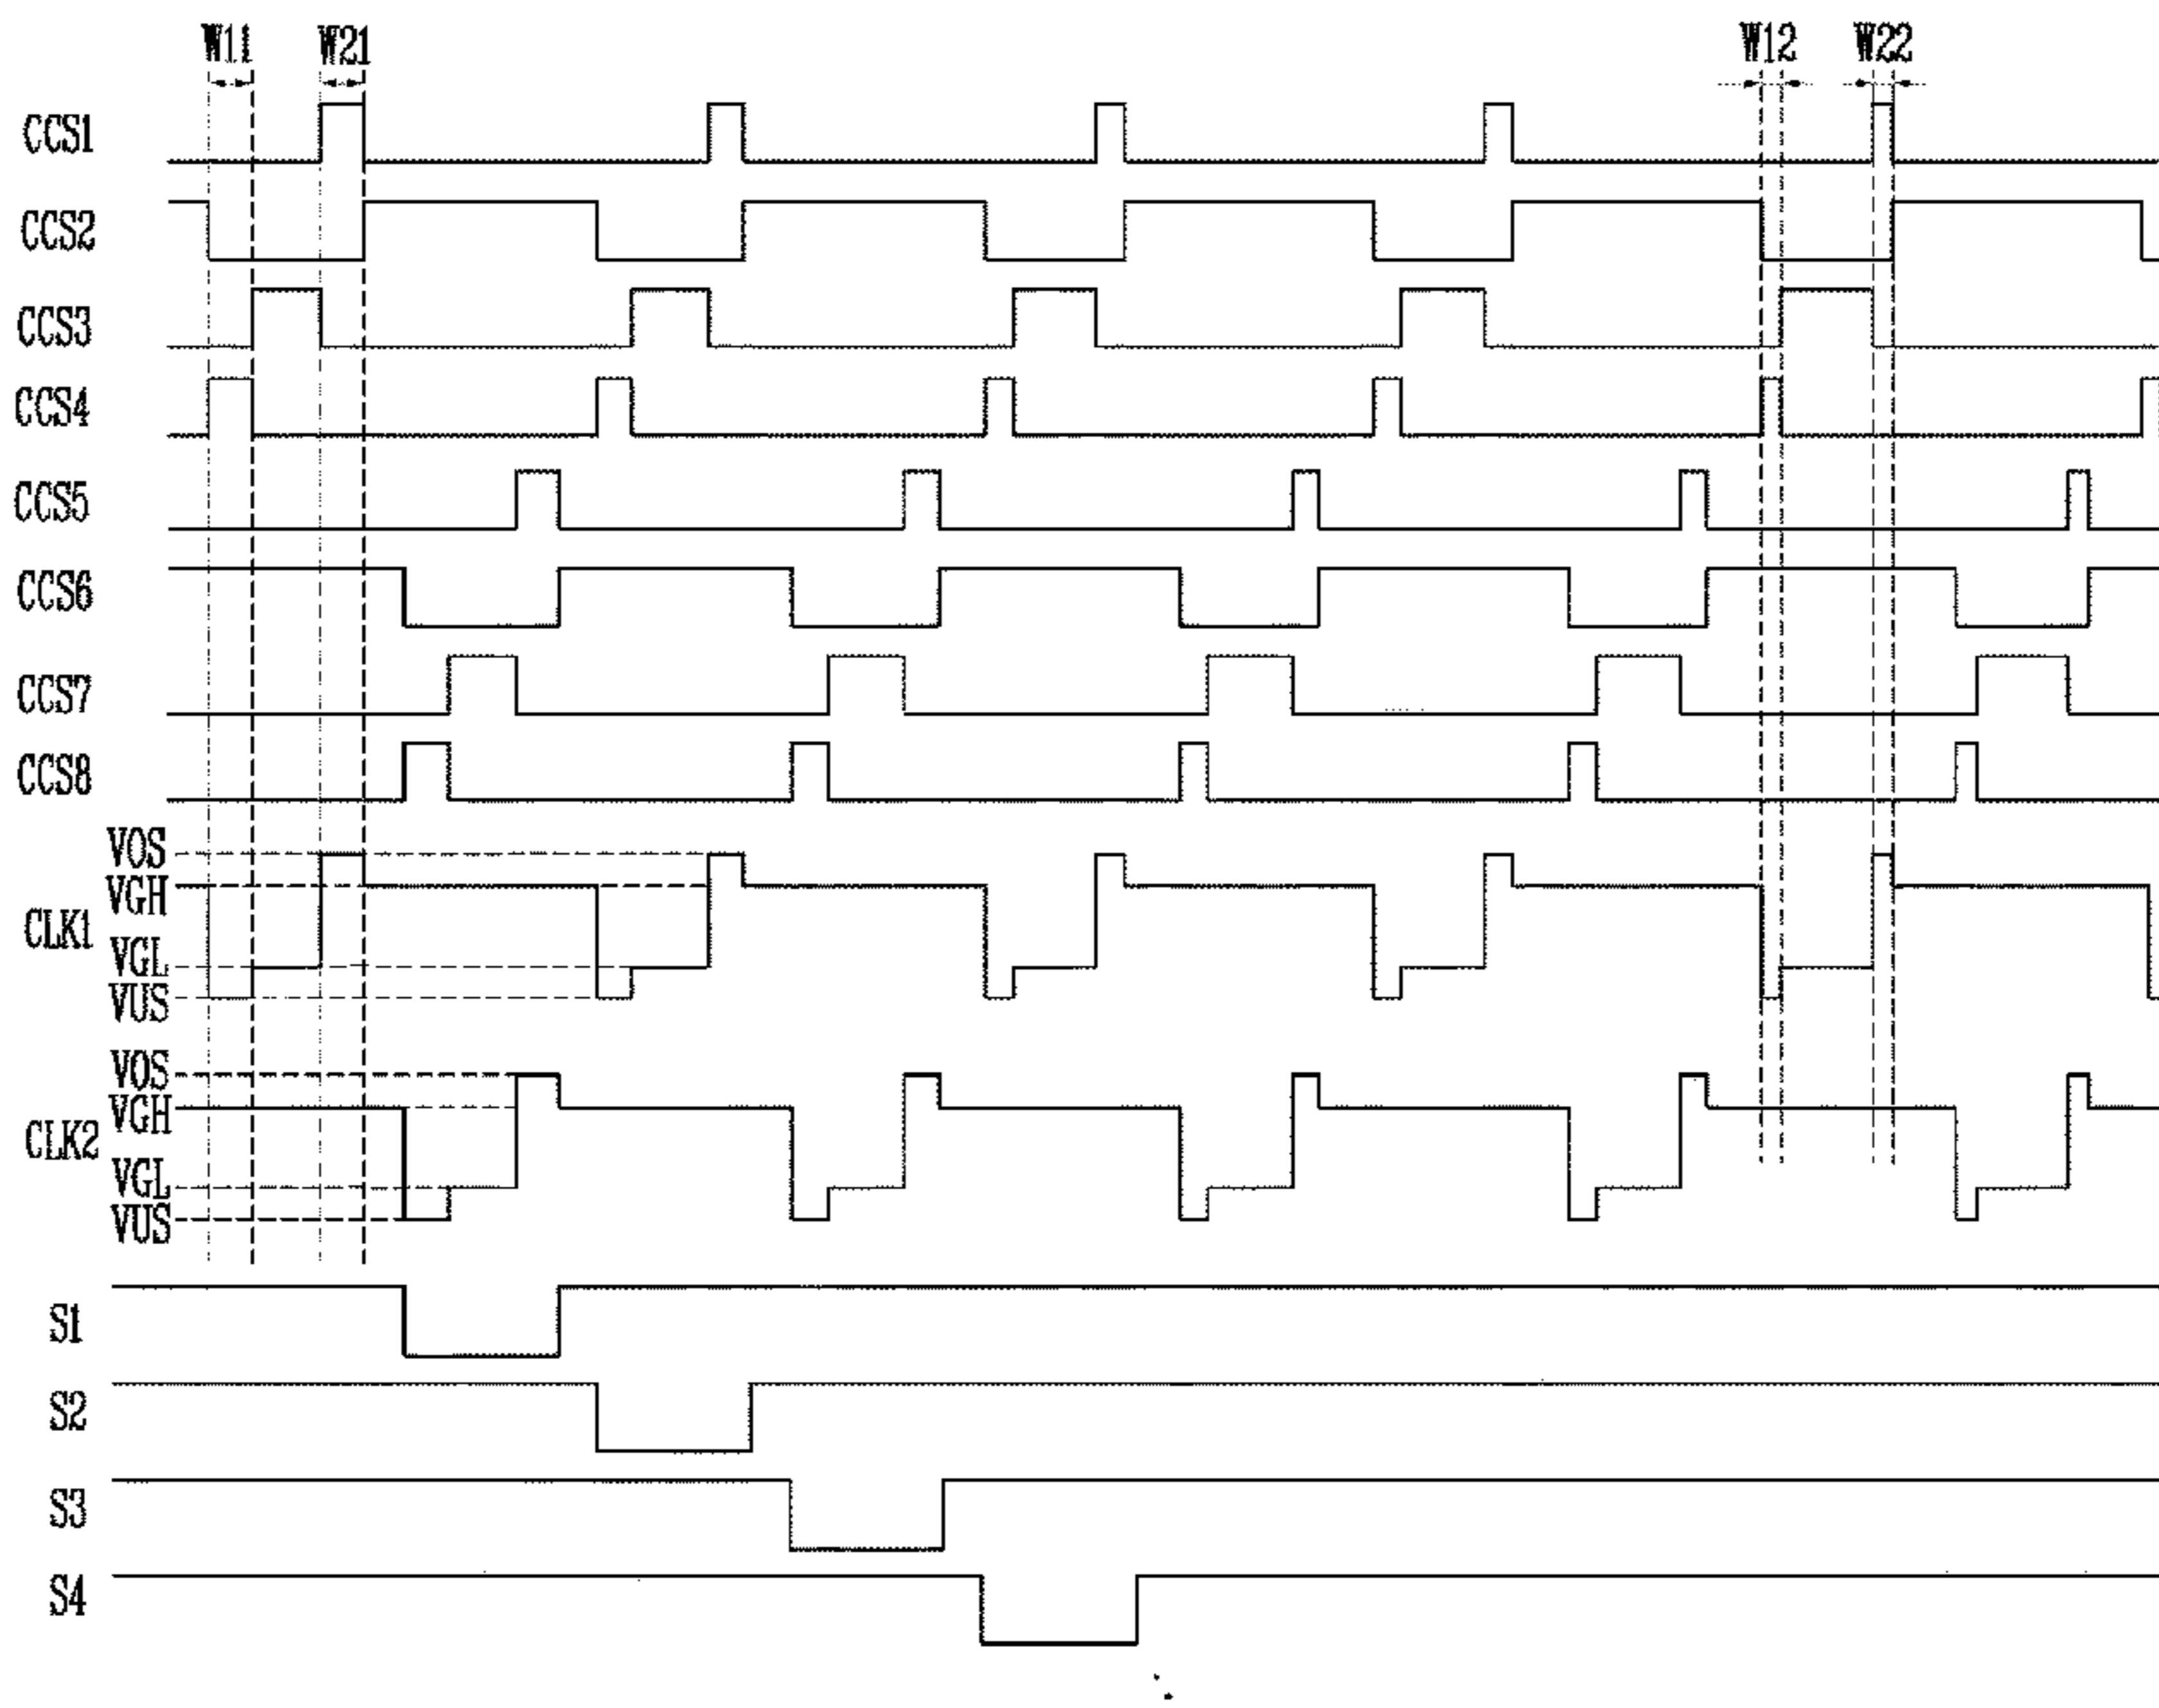 W11 W21 W12 W22
CCS1
CCS2
CCS3
CCS4
CCS5
CCS6
CCS7
CCS8
VOS
VGH
CLK1
VGL
VUS
VOS
VGH
CLK2
VGL
VUS
S1
S2
S3
S4